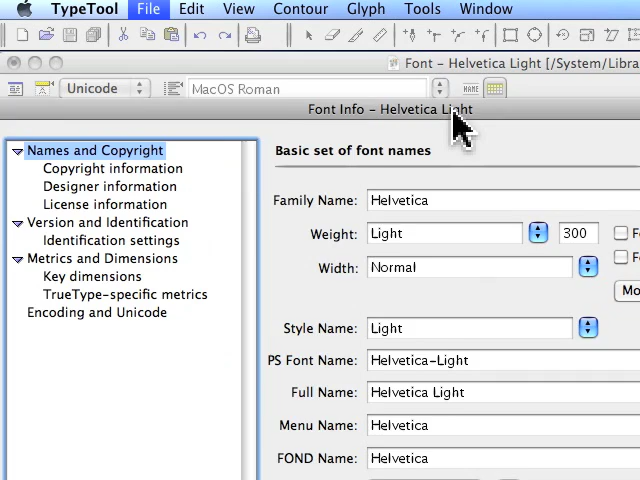 TypeTool File Edit View Contour Glyph Tools Window
Font – Helvetica Light [/System/Libra
Unicode MacOS Roman NAME
Font Info – Helvetica Light
Names and Copyright
Copyright information
Designer information
License information
Version and Identification
Identification settings
Metrics and Dimensions
Key dimensions
TrueType-specific metrics
Encoding and Unicode
Basic set of font names
Family Name: Helvetica
Weight: Light 300 Fo
Width: Normal F
Mo
Style Name: Light
PS Font Name: Helvetica-Light
Full Name: Helvetica Light
Menu Name: Helvetica
FOND Name: Helvetica